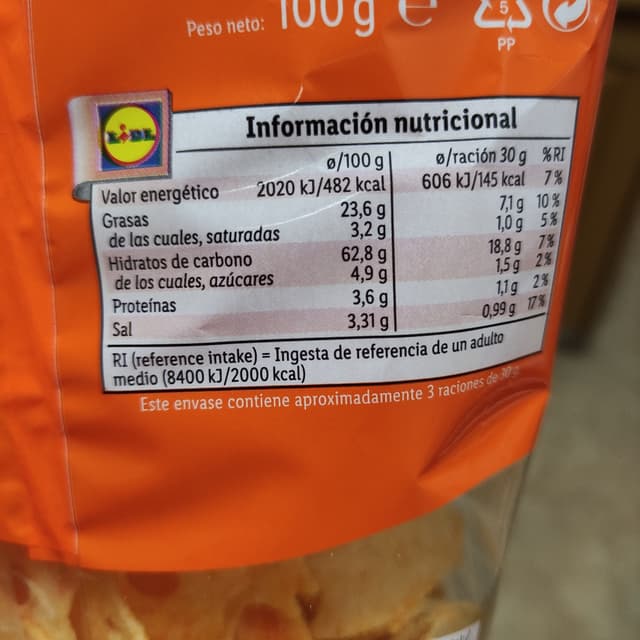 Peso neto: 100 g e
5
PP
LIDL
Información nutricional
ø/100 g ø/ración 30 g %RI
Valor energético 2020 kJ/482 kcal 606 kJ/145 kcal 7%
Grasas 23,6 g 7,1 g 10%
de las cuales, saturadas 3,2 g 1,0 g 5%
Hidratos de carbono 62,8 g 18,8 g 7%
de los cuales, azúcares 4,9 g 1,5 g 2%
Proteínas 3,6 g 1,1 g 2%
Sal 3,31 g 0,99 g 17%
RI (reference intake) = Ingesta de referencia de un adulto
medio (8400 kJ/2000 kcal)
Este envase contiene aproximadamente 3 raciones de 30 g.